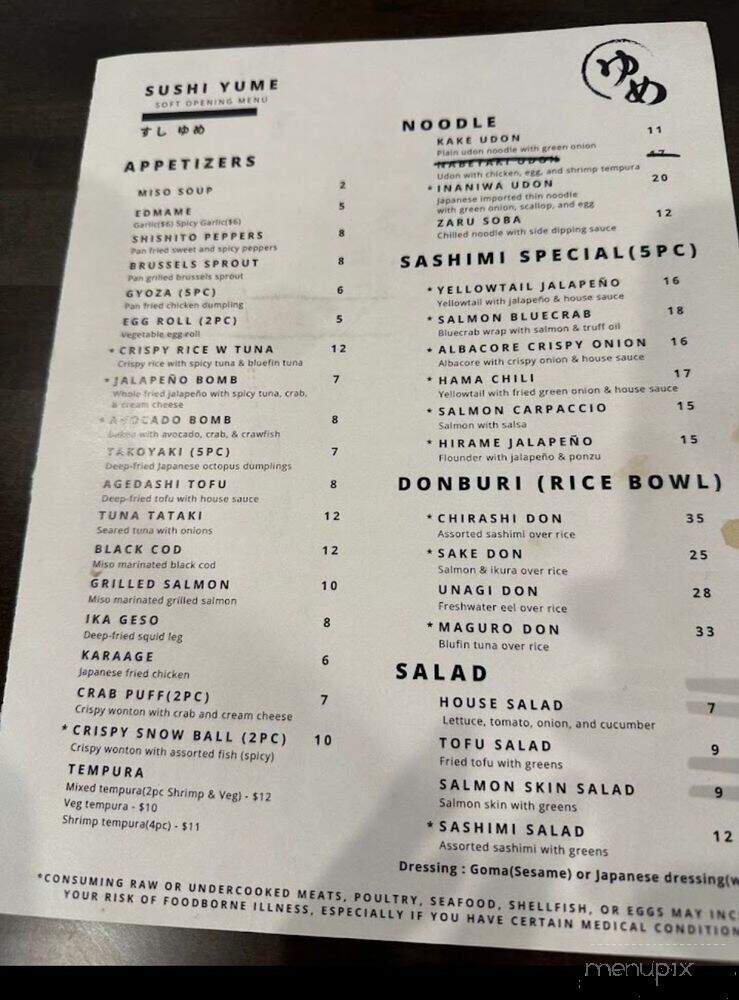 SUSHI YUME
SOFT OPENING MENU
すし ゆめ
ゆめ
APPETIZERS
MISO SOUP 2
EDMAME 5
Garlic($6) Spicy Garlic($6)
SHISHITO PEPPERS 8
Pan fried sweet and spicy peppers
BRUSSELS SPROUT 8
Pan grilled brussels sprout
GYOZA (5PC) 6
Pan fried chicken dumpling
EGG ROLL (2PC) 5
Vegetable egg roll
*CRISPY RICE W TUNA 12
Crispy rice with spicy tuna & bluefin tuna
*JALAPEÑO BOMB 7
Whole fried jalapeño with spicy tuna, crab,
& cream cheese
*AVOCADO BOMB 8
Baked with avocado, crab, & crawfish
TAKOYAKI (5PC) 7
Deep-fried Japanese octopus dumplings
AGEDASHI TOFU 8
Deep-fried tofu with house sauce
TUNA TATAKI 12
Seared tuna with onions
BLACK COD 12
Miso marinated black cod
GRILLED SALMON 10
Miso marinated grilled salmon
IKA GESO 8
Deep-fried squid leg
KARAAGE 6
Japanese fried chicken
CRAB PUFF(2PC) 7
Crispy wonton with crab and cream cheese
*CRISPY SNOW BALL (2PC) 10
Crispy wonton with assorted fish (spicy)
TEMPURA
Mixed tempura(2pc Shrimp & Veg) - $12
Veg tempura - $10
Shrimp tempura(4pc) - $11
NOODLE
KAKE UDON 11
Plain udon noodle with green onion
NABEYAKI UDON 17
Udon with chicken, egg, and shrimp tempura
*INANIWA UDON 20
Japanese imported thin noodle
with green onion, scallop, and egg
ZARU SOBA 12
Chilled noodle with side dipping sauce
SASHIMI SPECIAL(5PC)
*YELLOWTAIL JALAPEÑO 16
Yellowtail with jalapeño & house sauce
*SALMON BLUECRAB 18
Bluecrab wrap with salmon & truff oil
*ALBACORE CRISPY ONION 16
Albacore with crispy onion & house sauce
*HAMA CHILI 17
Yellowtail with fried green onion & house sauce
*SALMON CARPACCIO 15
Salmon with salsa
*HIRAME JALAPEÑO 15
Flounder with jalapeño & ponzu
DONBURI (RICE BOWL)
*CHIRASHI DON 35
Assorted sashimi over rice
*SAKE DON 25
Salmon & ikura over rice
UNAGI DON 28
Freshwater eel over rice
*MAGURO DON 33
Blufin tuna over rice
SALAD
HOUSE SALAD 7
Lettuce, tomato, onion, and cucumber
TOFU SALAD 9
Fried tofu with greens
SALMON SKIN SALAD 9
Salmon skin with greens
*SASHIMI SALAD 12
Assorted sashimi with greens
Dressing : Goma(Sesame) or Japanese dressing(w
*CONSUMING RAW OR UNDERCOOKED MEATS, POULTRY, SEAFOOD, SHELLFISH, OR EGGS MAY INC
YOUR RISK OF FOODBORNE ILLNESS, ESPECIALLY IF YOU HAVE CERTAIN MEDICAL CONDITION
menupix